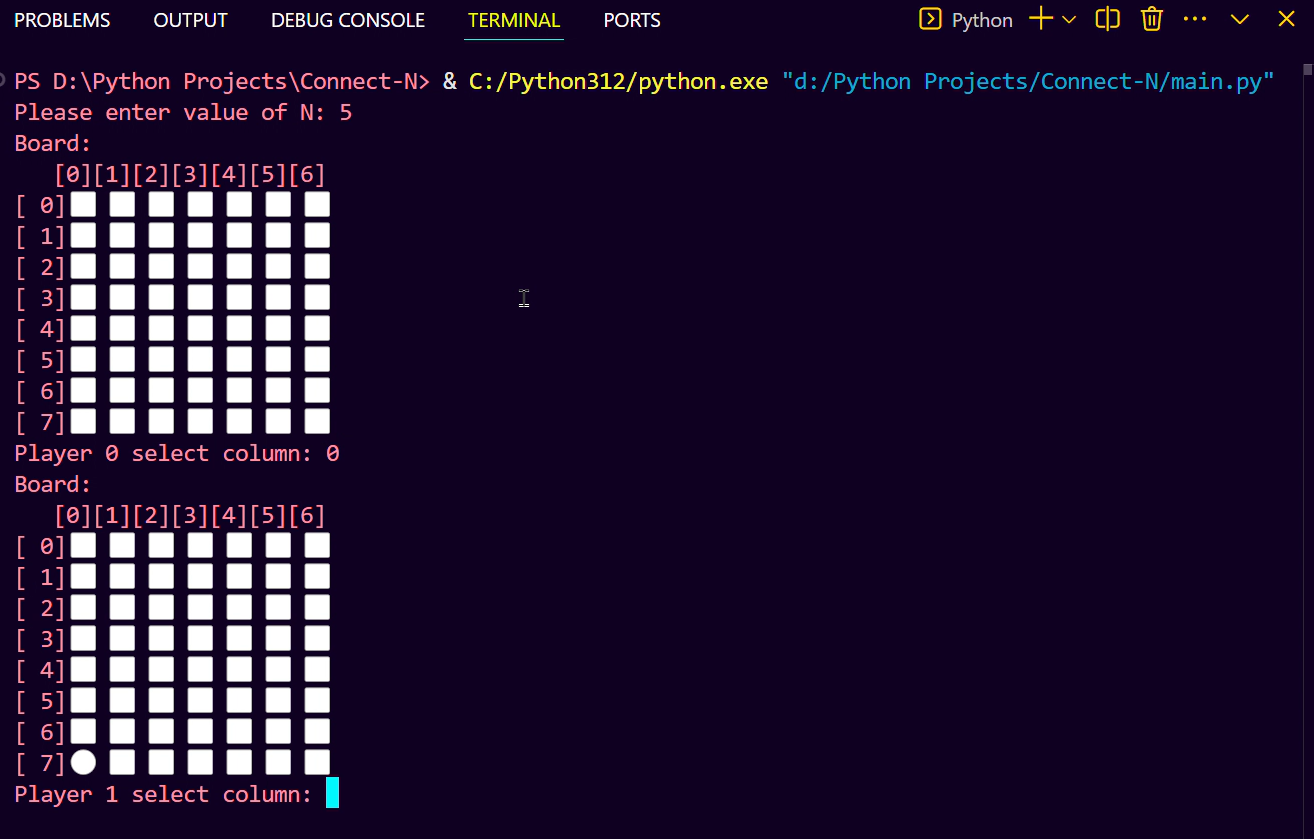 PROBLEMS OUTPUT DEBUG CONSOLE TERMINAL PORTS Python
PS D:\Python Projects\Connect-N> & C:/Python312/python.exe "d:/Python Projects/Connect-N/main.py"
Please enter value of N: 5
Board:
[0][1][2][3][4][5][6]
[ 0]
[ 1]
[ 2]
[ 3]
[ 4]
[ 5]
[ 6]
[ 7]
Player 0 select column: 0
Board:
[0][1][2][3][4][5][6]
[ 0]
[ 1]
[ 2]
[ 3]
[ 4]
[ 5]
[ 6]
[ 7]
Player 1 select column: